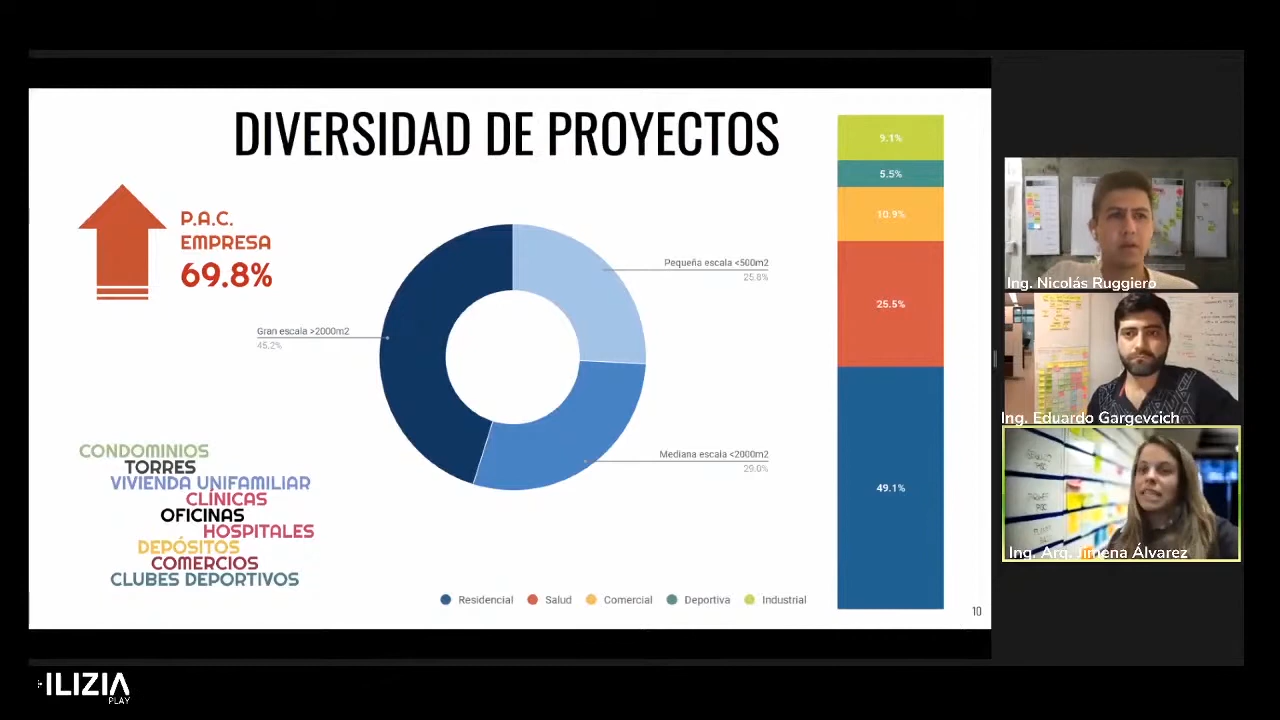 DIVERSIDAD DE PROYECTOS
P.A.C.
EMPRESA
69.8%
Pequeña escala <500m2
25.8%
Gran escala >2000m2
45.2%
Mediana escala <2000m2
29.0%
CONDOMINIOS
TORRES
VIVIENDA UNIFAMILIAR
CLÍNICAS
OFICINAS
HOSPITALES
DEPÓSITOS
COMERCIOS
CLUBES DEPORTIVOS
9.1%
5.5%
10.9%
25.5%
49.1%
Residencial
Salud
Comercial
Deportiva
Industrial
10
Ing. Nicolás Ruggiero
Ing. Eduardo Gargevcich
Ing. Arq. Jimena Álvarez
ILIZIA
PLAY